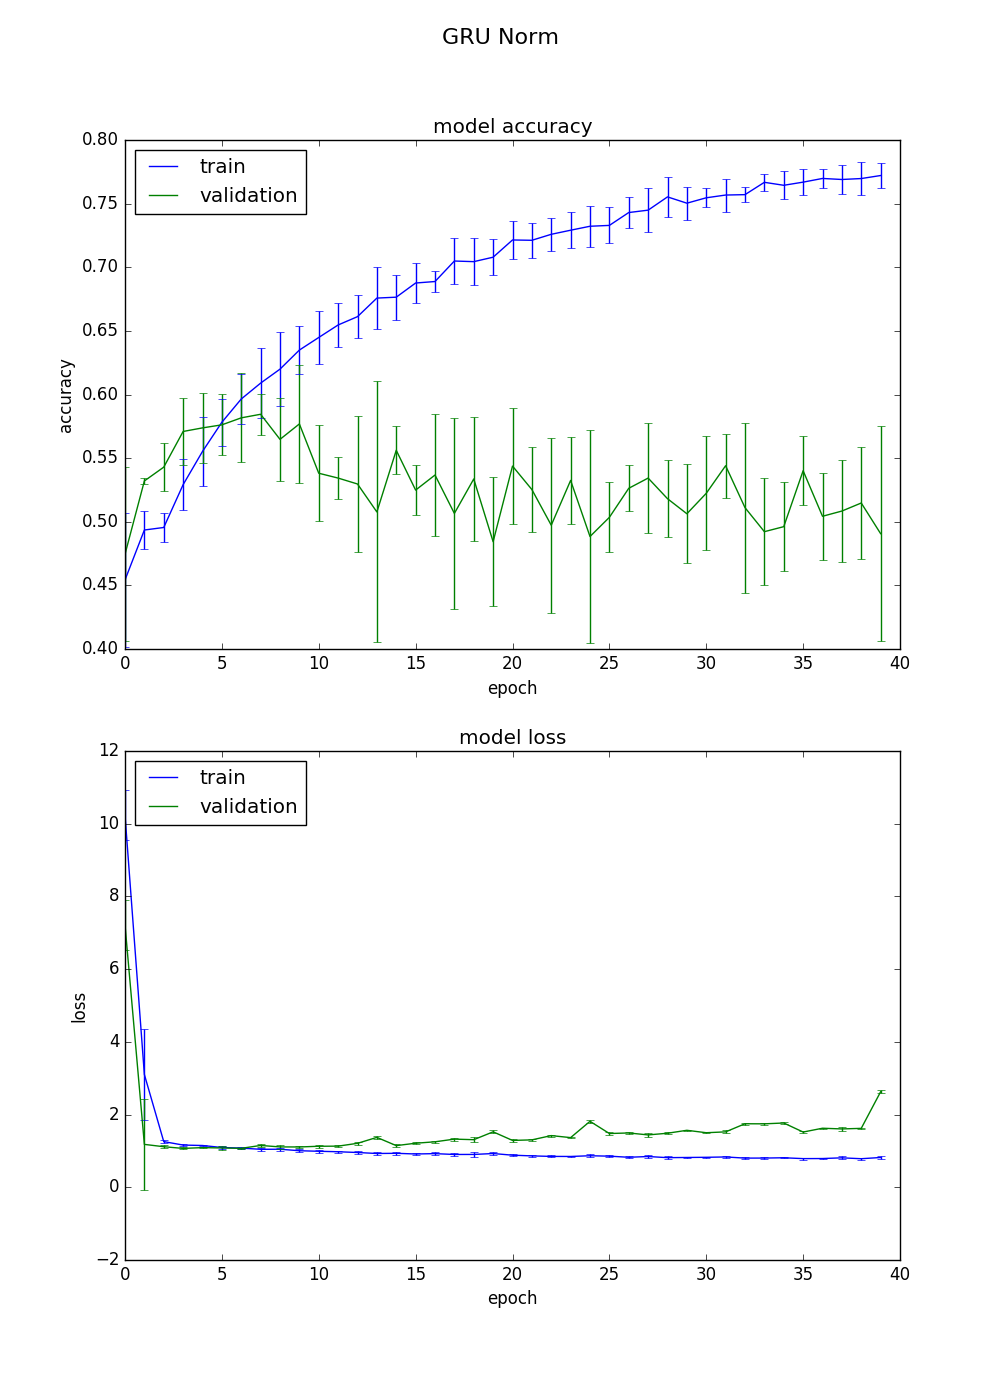 GRU Norm
model accuracy
train
validation
0.80
0.75
0.70
0.65
0.60
0.55
0.50
0.45
0.40
accuracy
0 5 10 15 20 25 30 35 40
epoch
model loss
train
validation
12
10
8
6
4
2
0
−2
loss
0 5 10 15 20 25 30 35 40
epoch